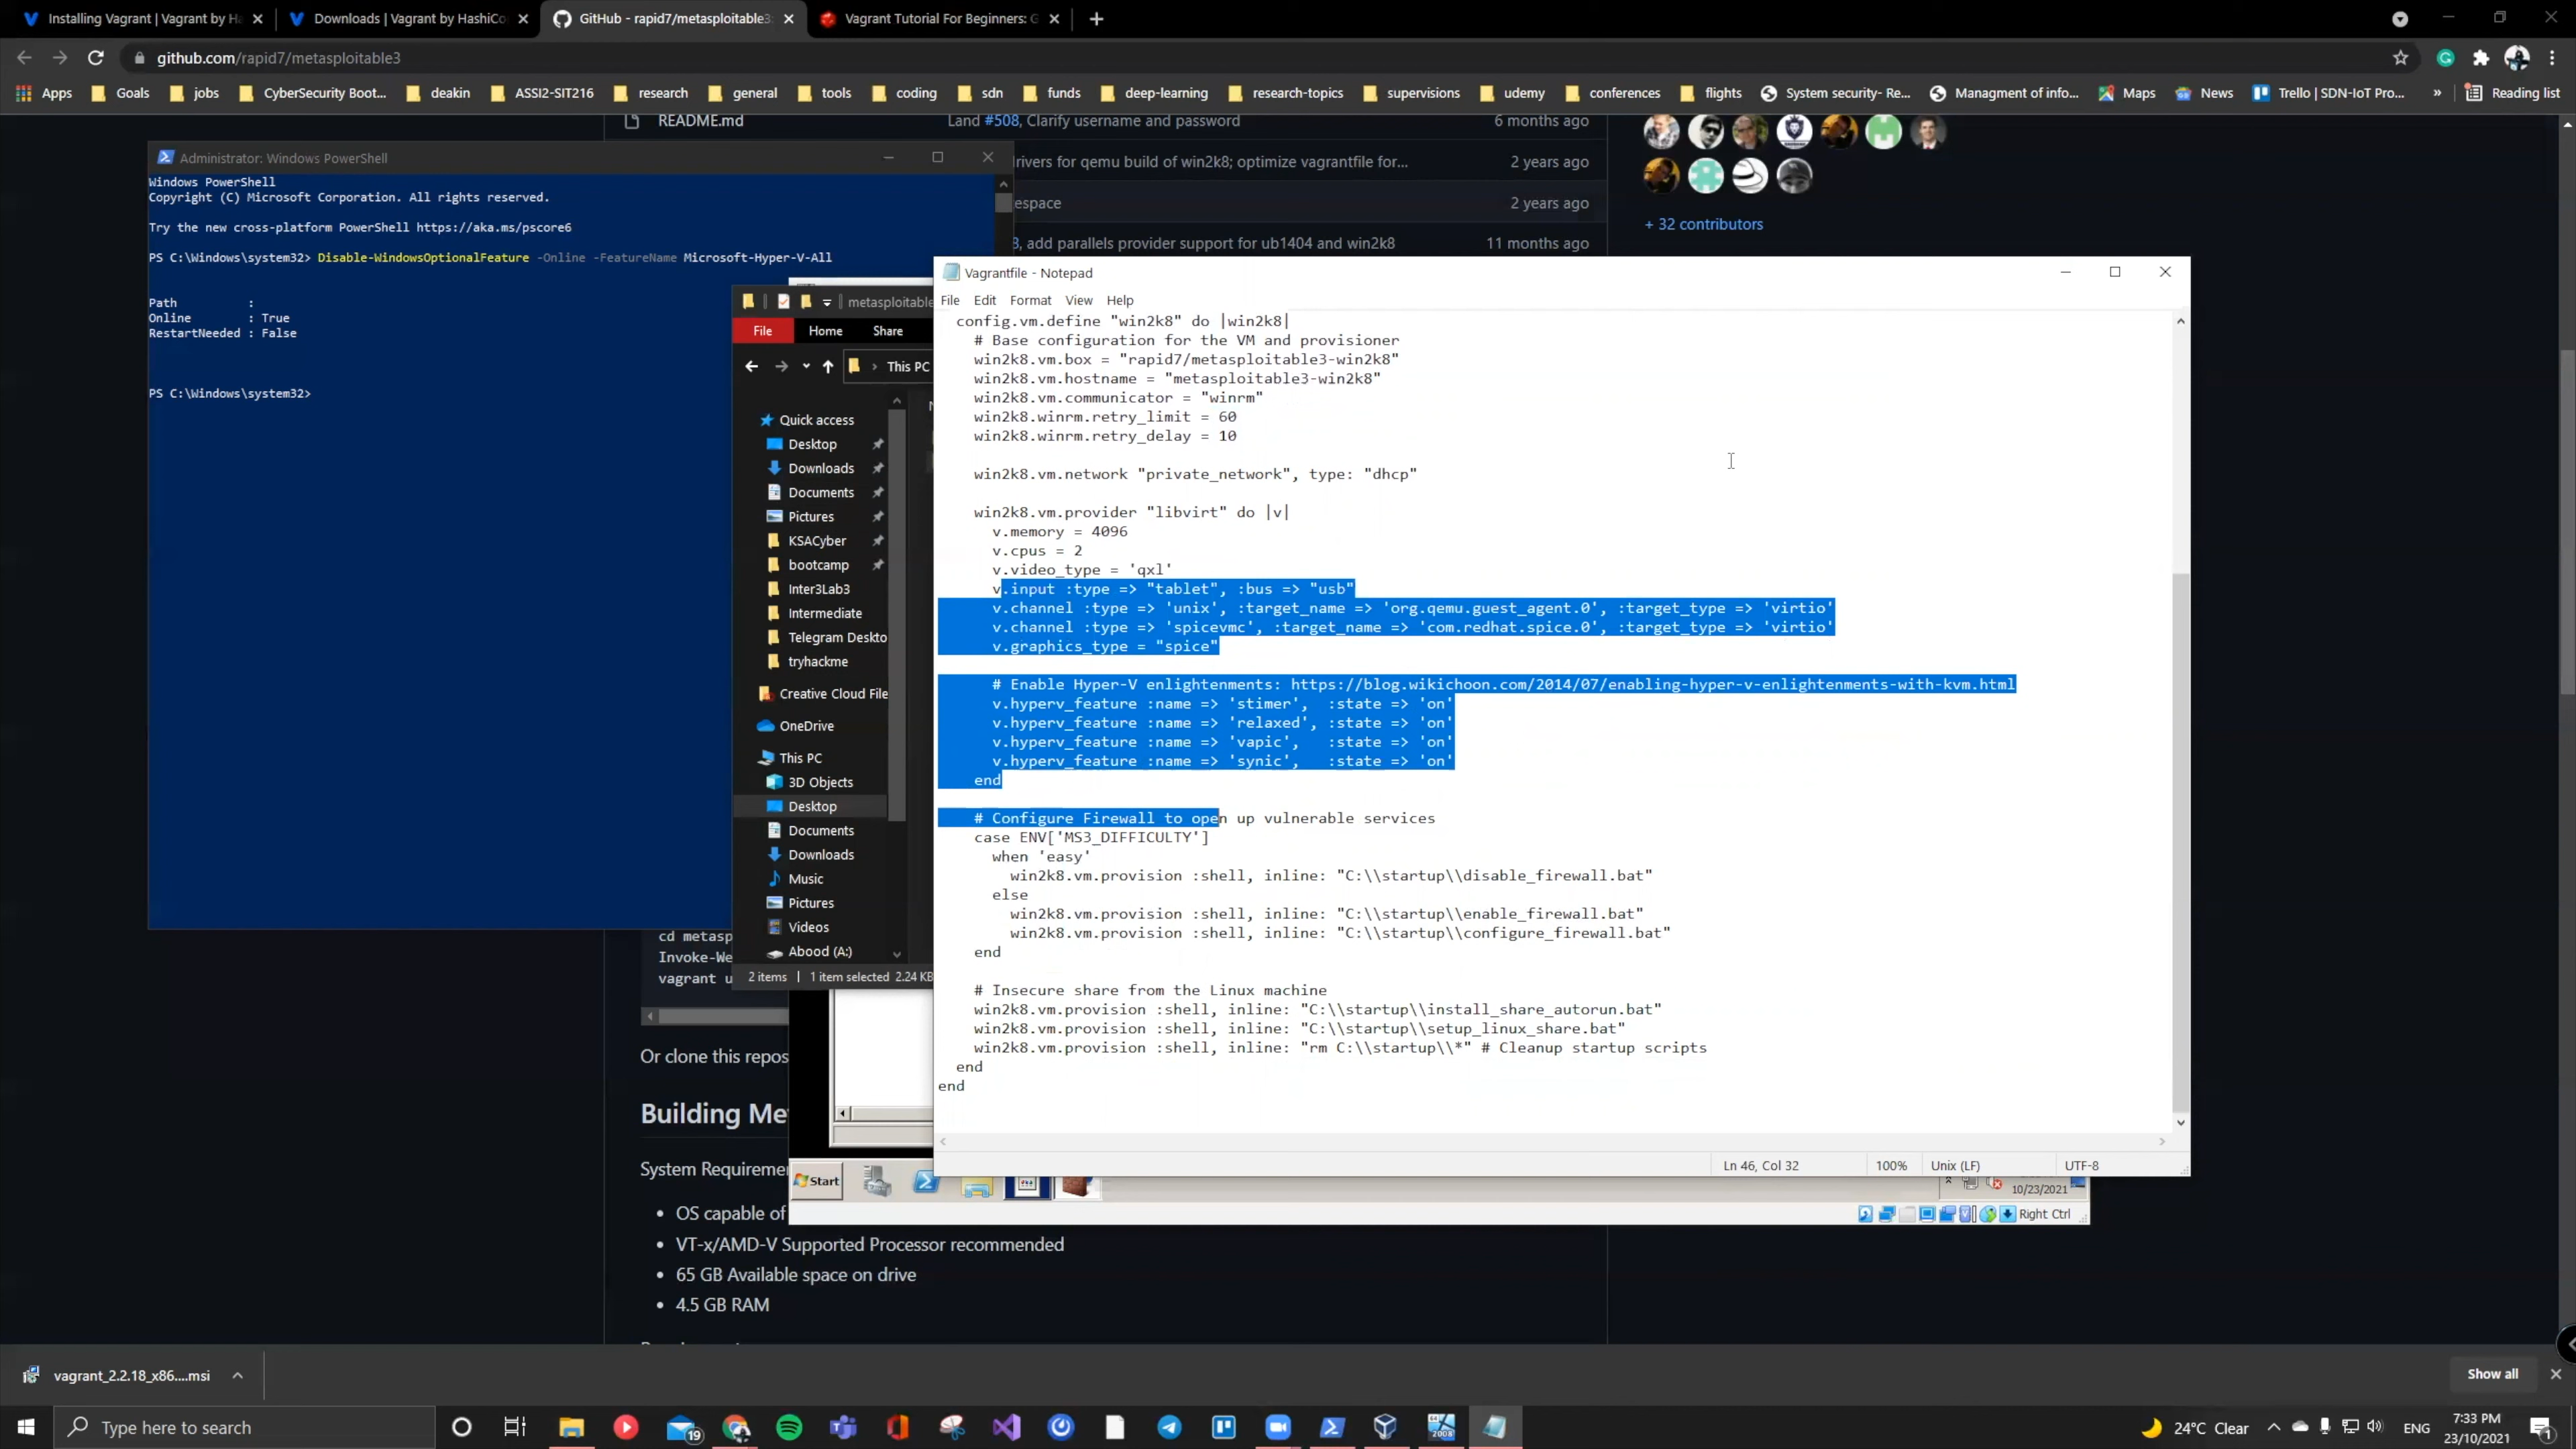 Installing Vagrant | Vagrant by Ha
Downloads | Vagrant by HashiCo
GitHub - rapid7/metasploitable3
Vagrant Tutorial For Beginners: G
github.com/rapid7/metasploitable3
Apps
Goals
jobs
CyberSecurity Boot...
deakin
ASSI2-SIT216
research
general
tools
coding
sdn
funds
deep-learning
research-topics
supervisions
udemy
conferences
flights
System security- Re...
Managment of info...
Maps
News
Trello | SDN-IoT Pro...
»
Reading list
README.md
Land #508, Clarify username and password
6 months ago
rivers for qemu build of win2k8; optimize vagrantfile for...
2 years ago
espace
2 years ago
, add parallels provider support for ub1404 and win2k8
11 months ago
+ 32 contributors
Administrator: Windows PowerShell
Windows PowerShell
Copyright (C) Microsoft Corporation. All rights reserved.
Try the new cross-platform PowerShell https://aka.ms/pscore6
PS C:\Windows\system32> Disable-WindowsOptionalFeature -Online -FeatureName Microsoft-Hyper-V-All
Path :
Online : True
RestartNeeded : False
PS C:\Windows\system32>
metasploitable
File
Home
Share
This PC
Quick access
Desktop
Downloads
Documents
Pictures
KSACyber
bootcamp
Inter3Lab3
Intermediate
Telegram Deskto
tryhackme
Creative Cloud File
OneDrive
This PC
3D Objects
Desktop
Documents
Downloads
Music
Pictures
Videos
Abood (A:)
2 items
1 item selected 2.24 KB
Vagrantfile - Notepad
File Edit Format View Help
config.vm.define "win2k8" do |win2k8|
# Base configuration for the VM and provisioner
win2k8.vm.box = "rapid7/metasploitable3-win2k8"
win2k8.vm.hostname = "metasploitable3-win2k8"
win2k8.vm.communicator = "winrm"
win2k8.winrm.retry_limit = 60
win2k8.winrm.retry_delay = 10
win2k8.vm.network "private_network", type: "dhcp"
win2k8.vm.provider "libvirt" do |v|
v.memory = 4096
v.cpus = 2
v.video_type = 'qxl'
v.input :type => "tablet", :bus => "usb"
v.channel :type => 'unix', :target_name => 'org.qemu.guest_agent.0', :target_type => 'virtio'
v.channel :type => 'spicevmc', :target_name => 'com.redhat.spice.0', :target_type => 'virtio'
v.graphics_type = "spice"
# Enable Hyper-V enlightenments: https://blog.wikichoon.com/2014/07/enabling-hyper-v-enlightenments-with-kvm.html
v.hyperv_feature :name => 'stimer', :state => 'on'
v.hyperv_feature :name => 'relaxed', :state => 'on'
v.hyperv_feature :name => 'vapic', :state => 'on'
v.hyperv_feature :name => 'synic', :state => 'on'
end
# Configure Firewall to open up vulnerable services
case ENV['MS3_DIFFICULTY']
when 'easy'
win2k8.vm.provision :shell, inline: "C:\\startup\\disable_firewall.bat"
else
win2k8.vm.provision :shell, inline: "C:\\startup\\enable_firewall.bat"
win2k8.vm.provision :shell, inline: "C:\\startup\\configure_firewall.bat"
end
# Insecure share from the Linux machine
win2k8.vm.provision :shell, inline: "C:\\startup\\install_share_autorun.bat"
win2k8.vm.provision :shell, inline: "C:\\startup\\setup_linux_share.bat"
win2k8.vm.provision :shell, inline: "rm C:\\startup\\*" # Cleanup startup scripts
end
end
Ln 46, Col 32
100%
Unix (LF)
UTF-8
cd metasp
Invoke-We
vagrant u
Or clone this repos
Building Me
System Requireme
OS capable of
VT-x/AMD-V Supported Processor recommended
65 GB Available space on drive
4.5 GB RAM
Start
10/23/2021
Right Ctrl
vagrant_2.2.18_x86....msi
Show all
Type here to search
19
2008
24°C Clear
ENG
7:33 PM
23/10/2021
1